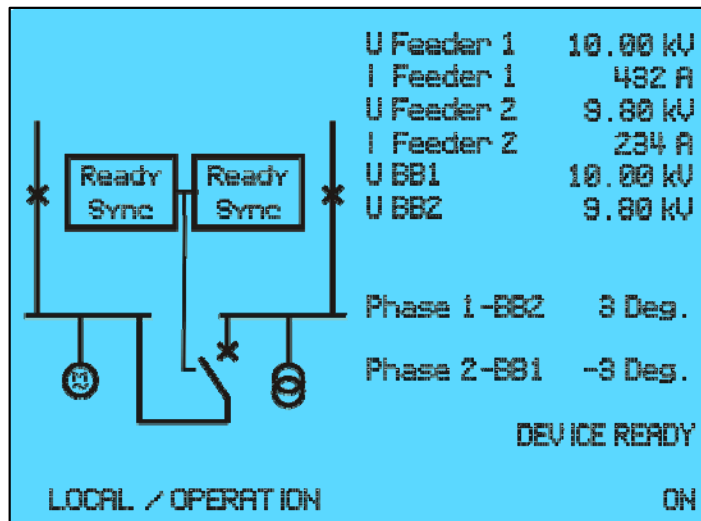 U Feeder 1 10.00 kV
I Feeder 1 432 A
U Feeder 2 9.80 kV
I Feeder 2 234 A
U BB1 10.00 kV
U BB2 9.80 kV
Ready Sync
Ready Sync
Phase 1-BB2 3 Deg.
M
~
Phase 2-BB1 -3 Deg.
DEVICE READY
LOCAL / OPERATION ON